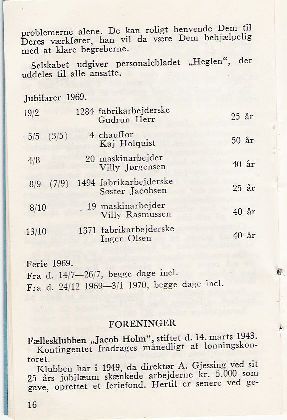 problemerne alene. De kan roligt henvende Dem til
Deres værkfører, han vil da være Dem behjælpelig
med at klare begreberne.
Selskabet udgiver personalebladet „Heglen“, der
uddeles til alle ansatte.
Jubilarer 1969.
19/2 1284 fabrikarbejderske
Gudrun Herr 25 år
5/5 (5/5) 4 chauffør
Kaj Holquist 50 år
4/8 20 maskinarbejder
Villy Jørgensen 40 år
8/9 (7/9) 1494 fabrikarbejderske
Søster Jacobsen 25 år
8/10 19 maskinarbejder
Villy Rasmussen 40 år
13/10 1371 fabrikarbejderske
Inger Olsen 40 år
Ferie 1969.
Fra d. 14/7—26/7, begge dage incl.
Fra d. 24/12 1969—3/1 1970, begge dage incl.
FORENINGER
Fællesklubben „Jacob Holm“, stiftet d. 14. marts 1943.
Kontingentet fradrages månedligt af lønningskon-
toret.
Klubben har i 1949, da direktør A. Gjessing ved sit
25 års jobilæum skænkede arbejderne kr. 5.000 som
gave, oprettet et feriefond. Hertil er senere ved ge-
16